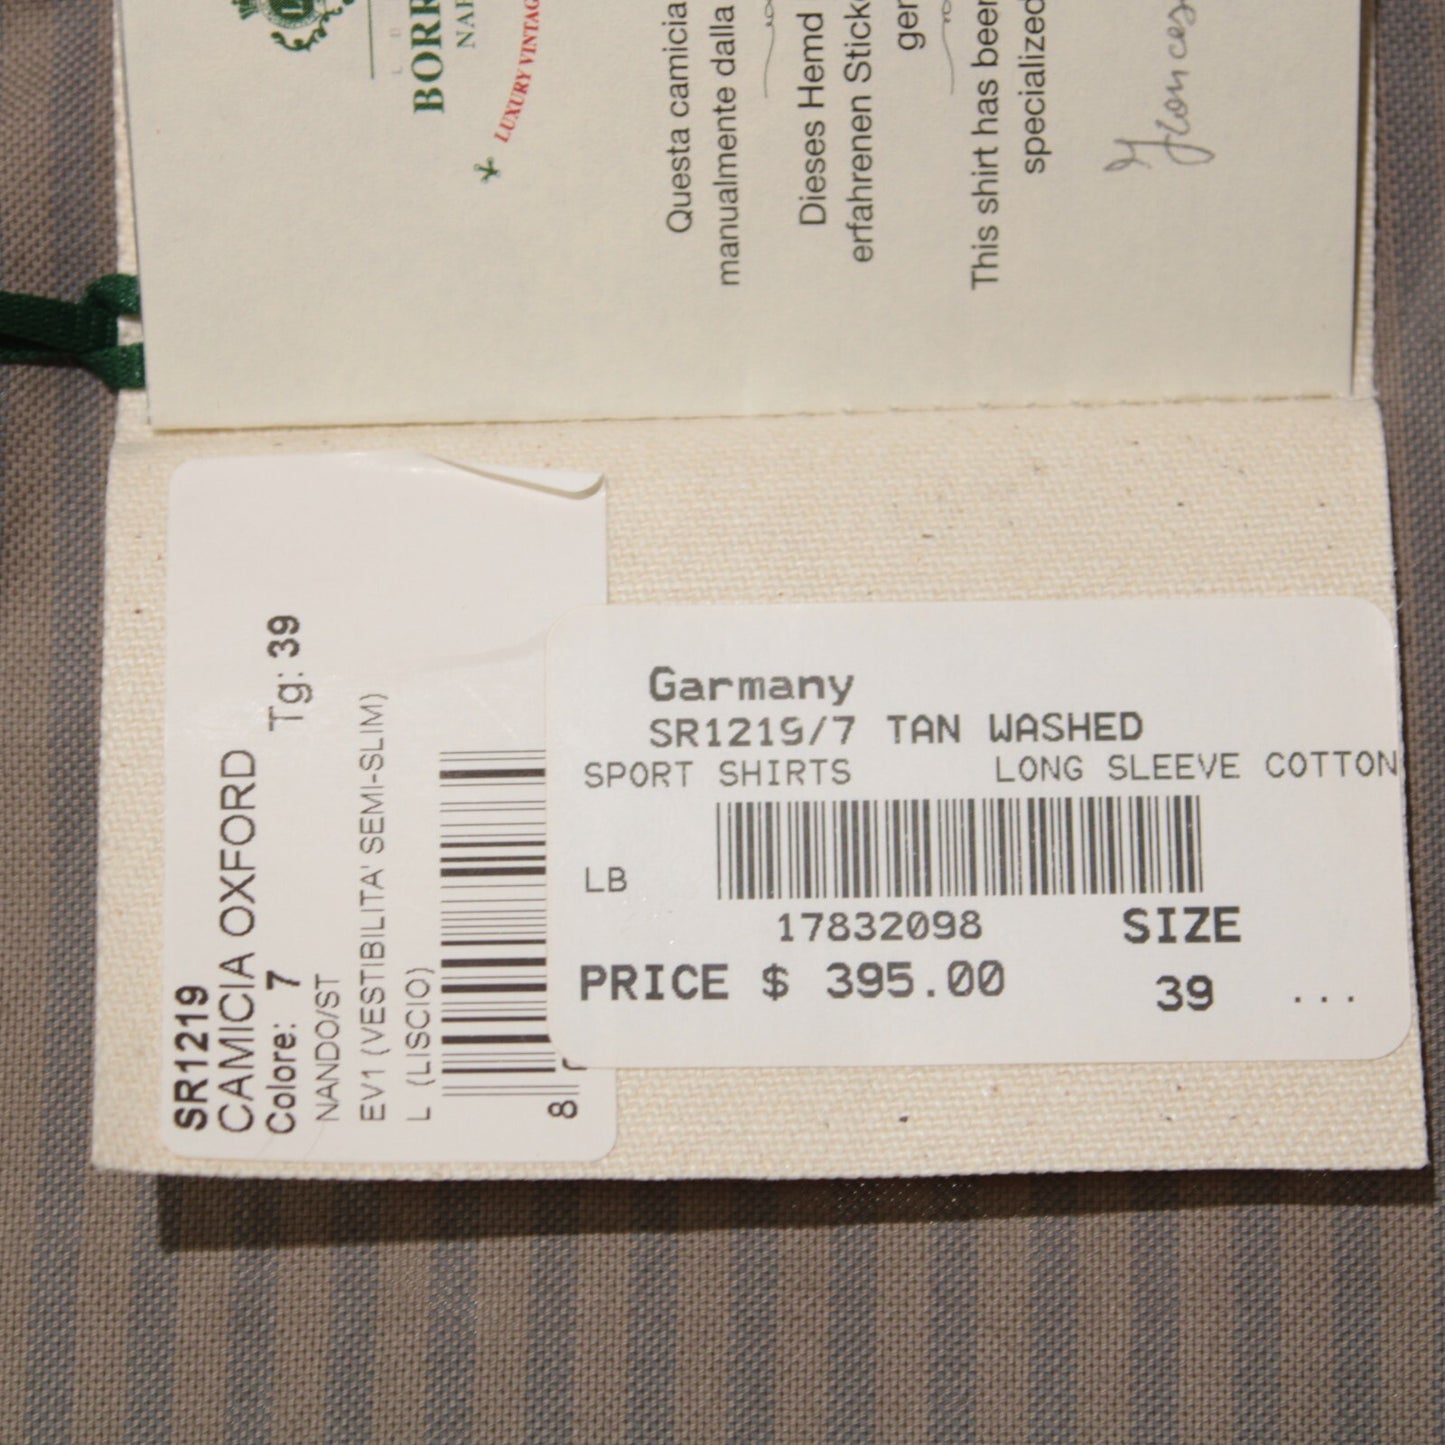 BORR
NAP
LUXURY VINTAG
Questa camicia
manualmente dalla
Dieses Hemd
erfahrenen Sticke
ger
This shirt has been
specialized
SR1219
CAMICIA OXFORD
Colore: 7 Tg: 39
NANDO/ST
EV1 (VESTIBILITA' SEMI-SLIM)
L (LISCIO)
8
Garmany
SR1219/7 TAN WASHED
SPORT SHIRTS LONG SLEEVE COTTON
LB
17832098 SIZE
PRICE $ 395.00 39 ...